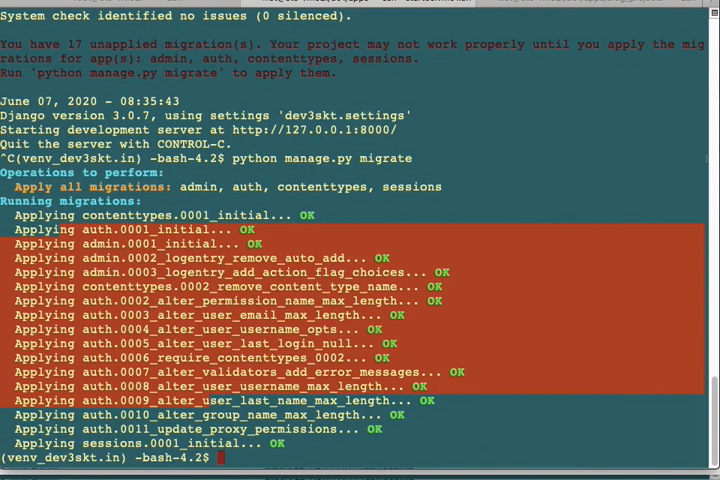 System check identified no issues (0 silenced).
You have 17 unapplied migration(s). Your project may not work properly until you apply the mig
rations for app(s): admin, auth, contenttypes, sessions.
Run 'python manage.py migrate' to apply them.
June 07, 2020 - 08:35:43
Django version 3.0.7, using settings 'dev3skt.settings'
Starting development server at http://127.0.0.1:8000/
Quit the server with CONTROL-C.
^C(venv_dev3skt.in) -bash-4.2$ python manage.py migrate
Operations to perform:
  Apply all migrations: admin, auth, contenttypes, sessions
Running migrations:
  Applying contenttypes.0001_initial... OK
  Applying auth.0001_initial... OK
  Applying admin.0001_initial... OK
  Applying admin.0002_logentry_remove_auto_add... OK
  Applying admin.0003_logentry_add_action_flag_choices... OK
  Applying contenttypes.0002_remove_content_type_name... OK
  Applying auth.0002_alter_permission_name_max_length... OK
  Applying auth.0003_alter_user_email_max_length... OK
  Applying auth.0004_alter_user_username_opts... OK
  Applying auth.0005_alter_user_last_login_null... OK
  Applying auth.0006_require_contenttypes_0002... OK
  Applying auth.0007_alter_validators_add_error_messages... OK
  Applying auth.0008_alter_user_username_max_length... OK
  Applying auth.0009_alter_user_last_name_max_length... OK
  Applying auth.0010_alter_group_name_max_length... OK
  Applying auth.0011_update_proxy_permissions... OK
  Applying sessions.0001_initial... OK
(venv_dev3skt.in) -bash-4.2$